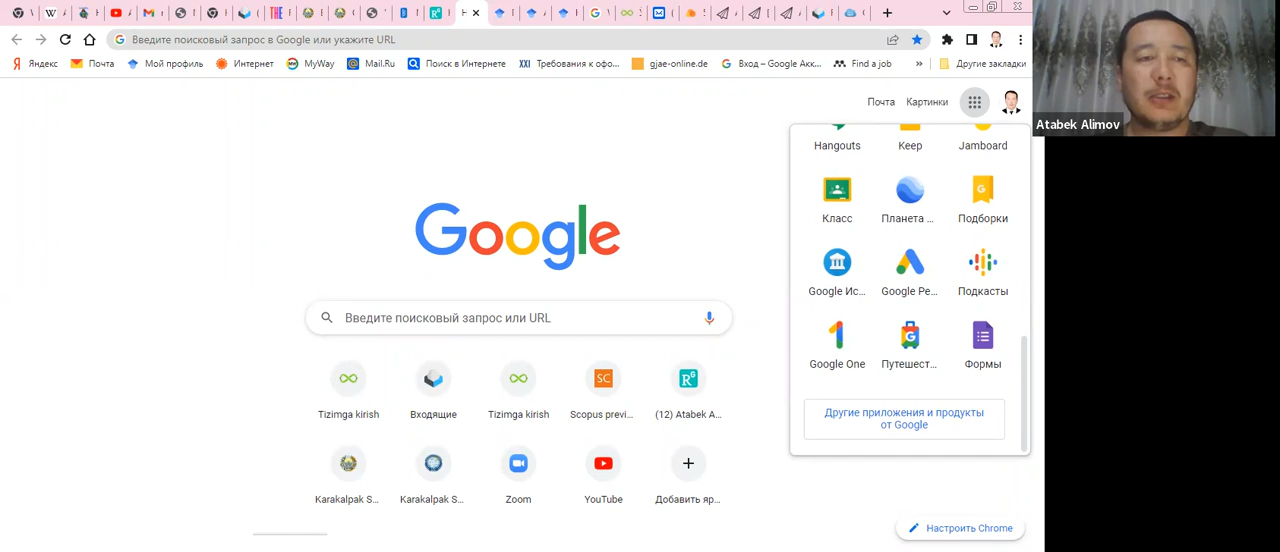 Введите поисковый запрос в Google или укажите URL
Яндекс Почта Мой профиль Интернет MyWay Mail.Ru Поиск в Интернете Требования к офо... gjae-online.de Вход – Google Акк... Find a job » Другие закладки
Почта Картинки
Atabek Alimov
Hangouts Keep Jamboard
Класс Планета ... Подборки
Google
Google Ис... Google Ре... Подкасты
Введите поисковый запрос или URL
Google One Путешест... Формы
Tizimga kirish Входящие Tizimga kirish Scopus previ... (12) Atabek A...
Другие приложения и продукты
от Google
Karakalpak S... Karakalpak S... Zoom YouTube Добавить яр...
Настроить Chrome